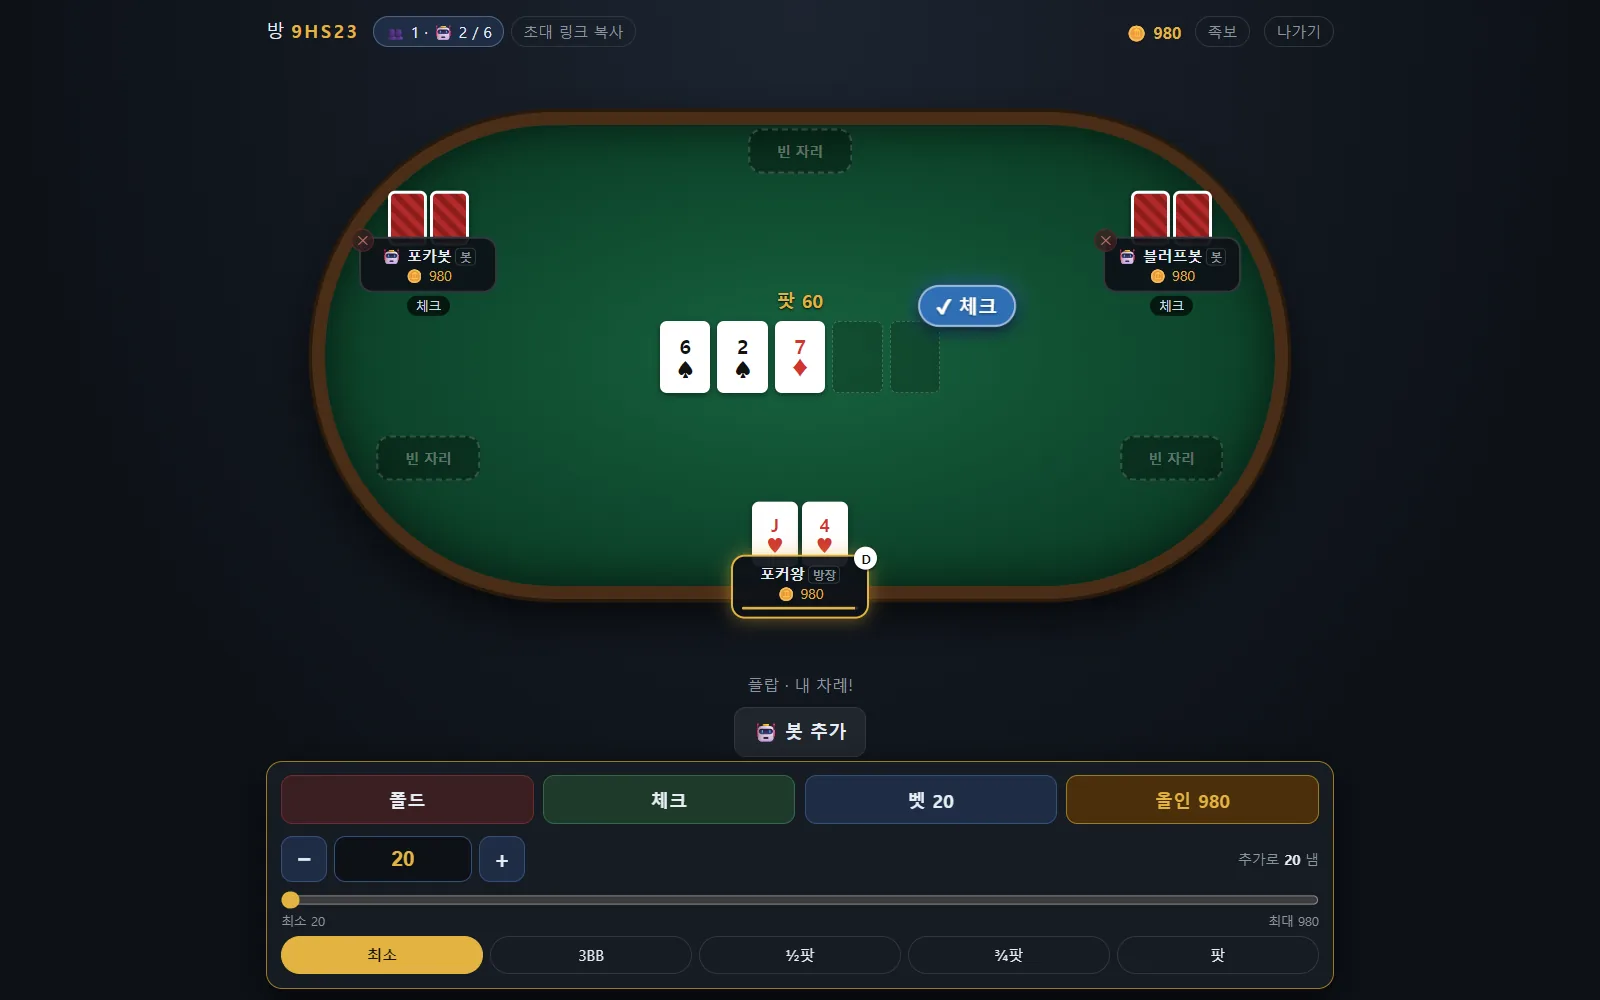 방 9HS23
1 · 2 / 6
초대 링크 복사
980
족보
나가기
빈 자리
포카봇 봇
980
체크
블러프봇 봇
980
체크
팟 60
✓ 체크
6♠
2♠
7♦
빈 자리
빈 자리
J♥
4♥
D
포커왕 방장
980
플랍 · 내 차례!
봇 추가
폴드
체크
벳 20
올인 980
−
20
+
추가로 20 냄
최소 20
최대 980
최소
3BB
½팟
¾팟
팟